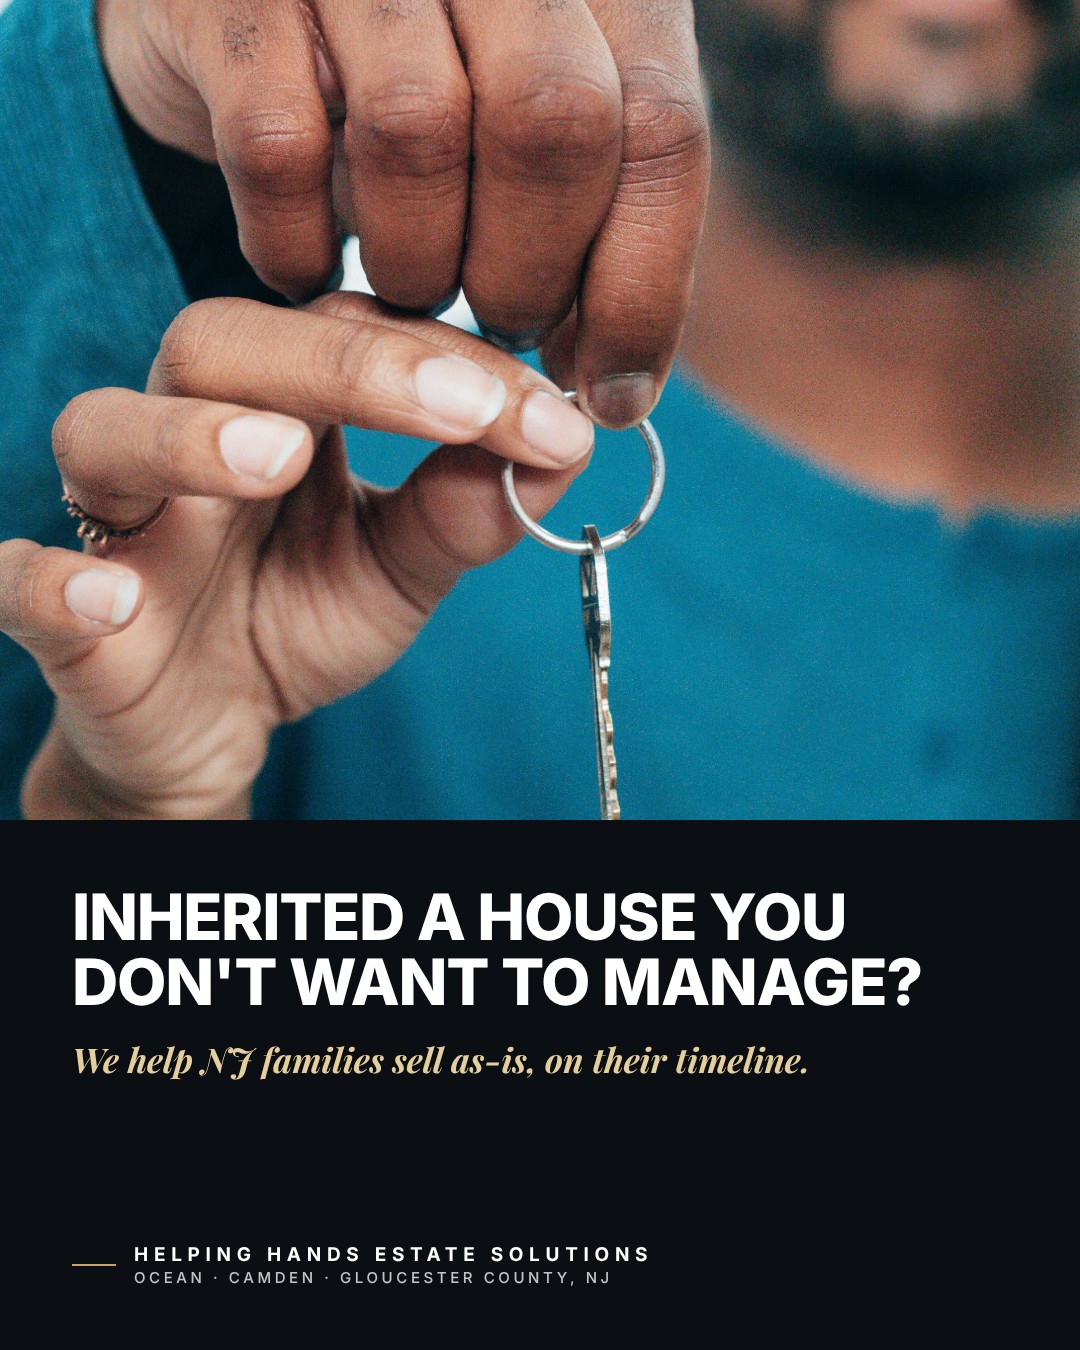 INHERITED A HOUSE YOU
DON'T WANT TO MANAGE?
We help NJ families sell as-is, on their timeline.
HELPING HANDS ESTATE SOLUTIONS
OCEAN · CAMDEN · GLOUCESTER COUNTY, NJ